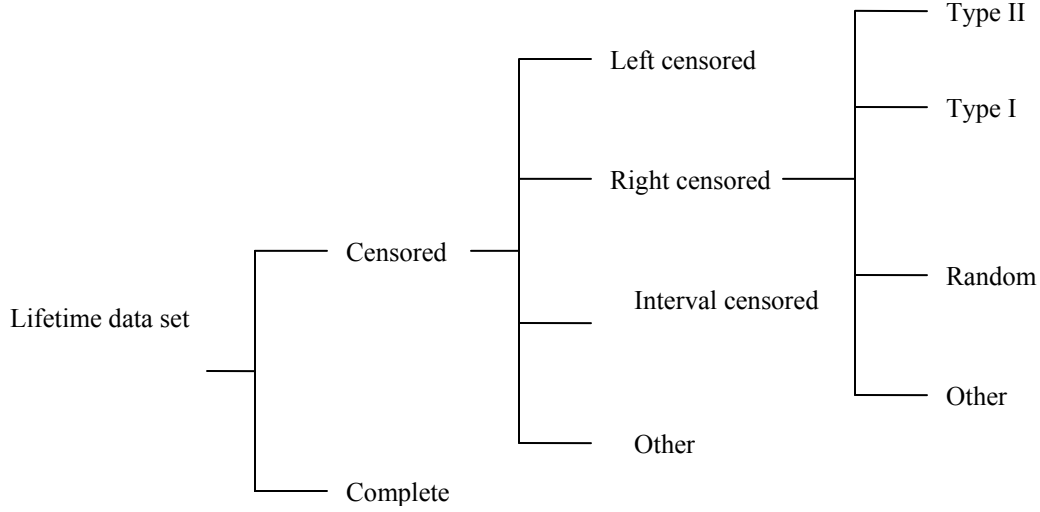 Type II
Left censored
Type I
Right censored
Censored
Random
Interval censored
Lifetime data set
Other
Other
Complete